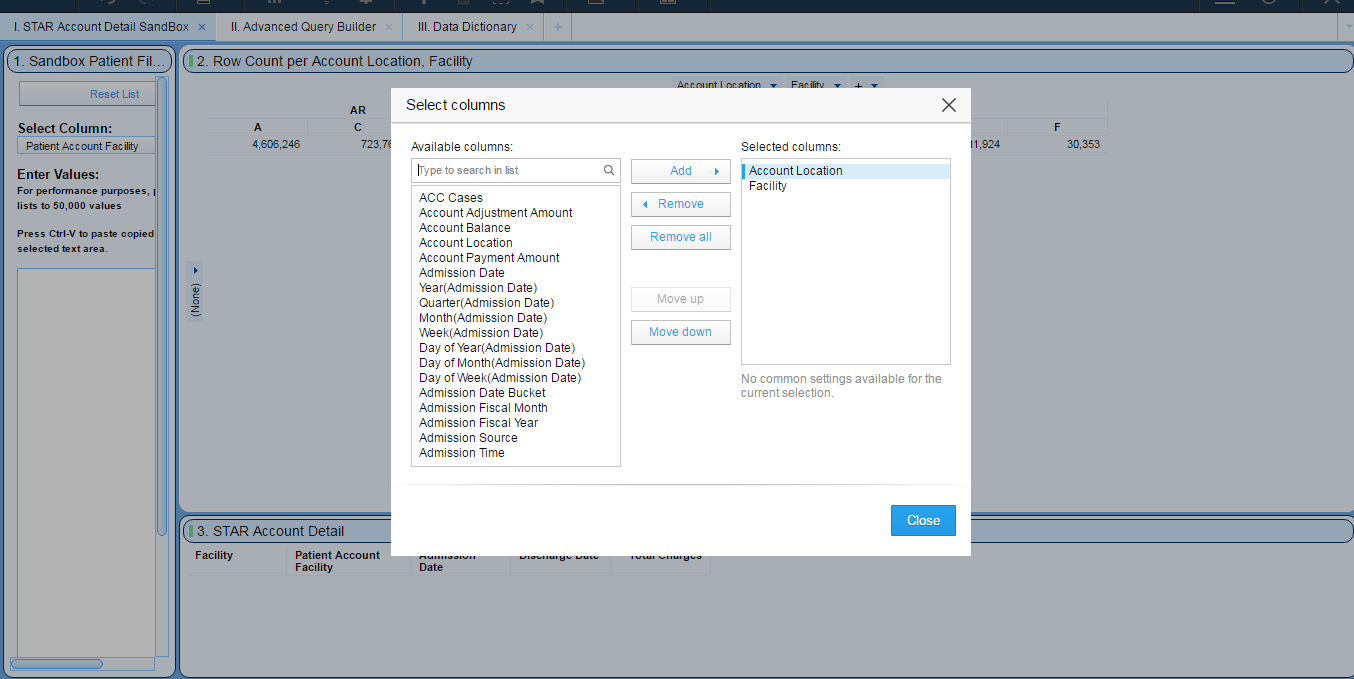 I. STAR Account Detail SandBox
II. Advanced Query Builder
III. Data Dictionary
1. Sandbox Patient Fil...
Reset List
Select Column:
Patient Account Facility
Enter Values:
For performance purposes,
lists to 50,000 values
Press Ctrl-V to paste copied
selected text area.
2. Row Count per Account Location, Facility
Account Location
Facility
+
AR
A
C
F
4,606,246
723,76
1,924
30,353
(None)
Select columns
Available columns:
Type to search in list
ACC Cases
Account Adjustment Amount
Account Balance
Account Location
Account Payment Amount
Admission Date
Year(Admission Date)
Quarter(Admission Date)
Month(Admission Date)
Week(Admission Date)
Day of Year(Admission Date)
Day of Month(Admission Date)
Day of Week(Admission Date)
Admission Date Bucket
Admission Fiscal Month
Admission Fiscal Year
Admission Source
Admission Time
Add
Remove
Remove all
Move up
Move down
Selected columns:
Account Location
Facility
No common settings available for the
current selection.
Close
3. STAR Account Detail
Facility
Patient Account
Facility
Admission
Date
Discharge Date
Total Charges